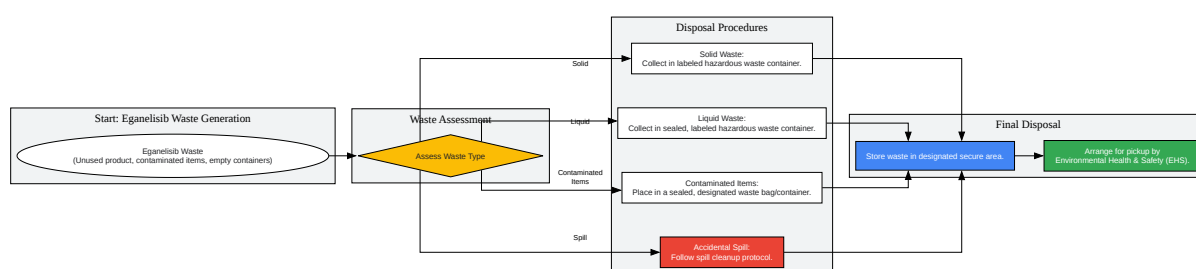 Start: Eganelisib Waste Generation
Eganelisib Waste
(Unused product, contaminated items, empty containers)
Waste Assessment
Assess Waste Type
Solid
Liquid
Contaminated
Items
Spill
Disposal Procedures
Solid Waste:
Collect in labeled hazardous waste container.
Liquid Waste:
Collect in sealed, labeled hazardous waste container.
Contaminated Items:
Place in a sealed, designated waste bag/container.
Accidental Spill:
Follow spill cleanup protocol.
Final Disposal
Store waste in designated secure area.
Arrange for pickup by
Environmental Health & Safety (EHS).